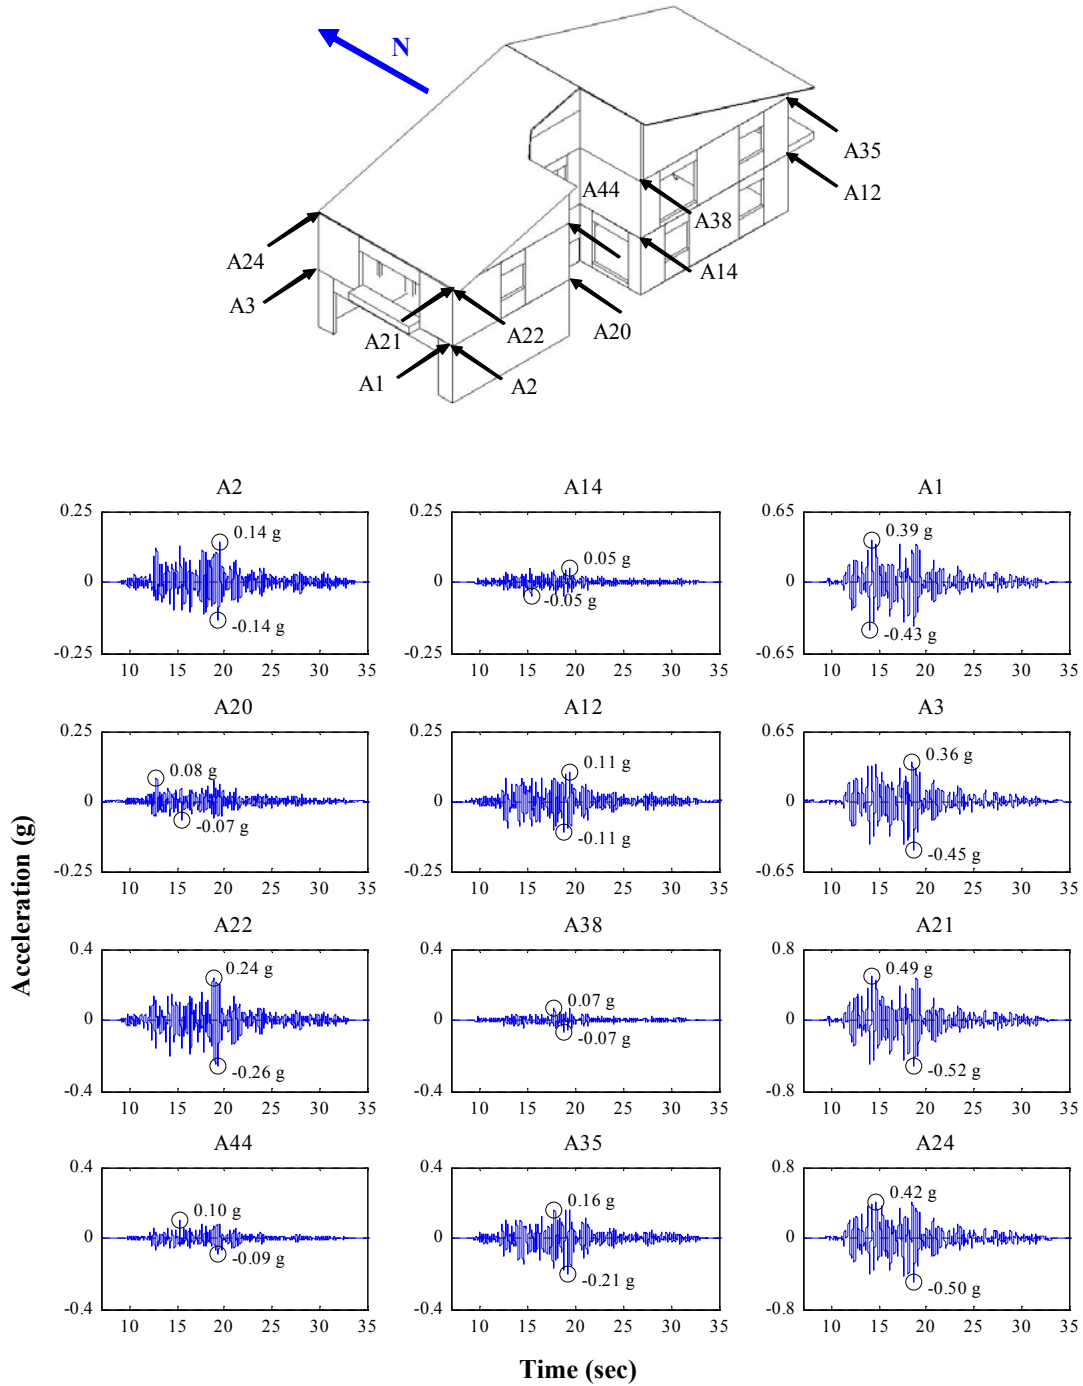 N
A35
A44
A12
A38
A24
A14
A3
A21
A22
A20
A1
A2
Acceleration (g)
A2 A14 A1
0.25 0.25 0.65
0.14 g 0.05 g 0.39 g
0 0 0
-0.14 g -0.05 g -0.43 g
-0.25 -0.25 -0.65
10 15 20 25 30 35 10 15 20 25 30 35 10 15 20 25 30 35
A20 A12 A3
0.25 0.25 0.65
0.08 g 0.11 g 0.36 g
0 0 0
-0.07 g -0.11 g -0.45 g
-0.25 -0.25 -0.65
10 15 20 25 30 35 10 15 20 25 30 35 10 15 20 25 30 35
A22 A38 A21
0.4 0.4 0.8
0.24 g 0.07 g 0.49 g
0 0 0
-0.26 g -0.07 g -0.52 g
-0.4 -0.4 -0.8
10 15 20 25 30 35 10 15 20 25 30 35 10 15 20 25 30 35
A44 A35 A24
0.4 0.4 0.8
0.10 g 0.16 g 0.42 g
0 0 0
-0.09 g -0.21 g -0.50 g
-0.4 -0.4 -0.8
10 15 20 25 30 35 10 15 20 25 30 35 10 15 20 25 30 35
Time (sec)